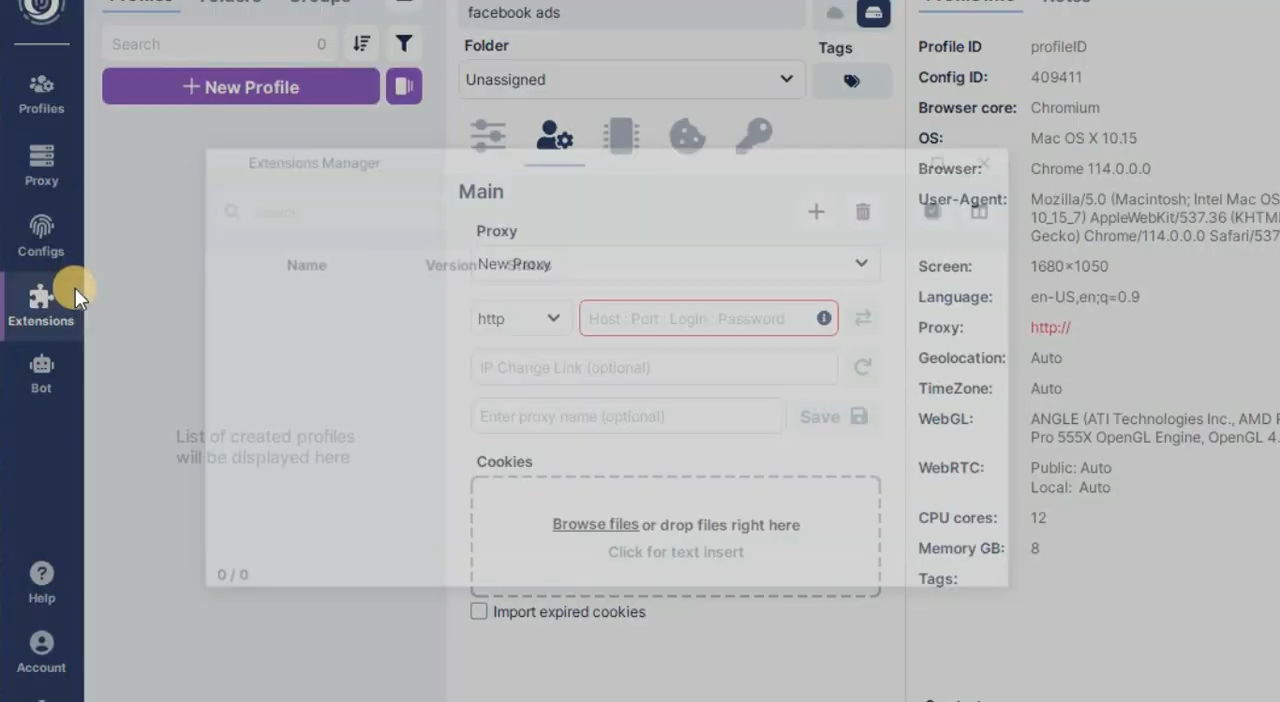 facebook ads
Search
0
Folder
Tags
Unassigned
New Profile
Profiles
Proxy
Configs
Extensions
Bot
Help
Account
List of created profiles
will be displayed here
Extensions Manager
Search
Name
Version
Status
0 / 0
Main
Proxy
New Proxy
http
Host : Port : Login : Password
IP Change Link (optional)
Enter proxy name (optional)
Save
Cookies
Browse files or drop files right here
Click for text insert
Import expired cookies
Profile ID
profileID
Config ID:
409411
Browser core:
Chromium
OS:
Mac OS X 10.15
Browser:
Chrome 114.0.0.0
User-Agent:
Mozilla/5.0 (Macintosh; Intel Mac OS
10_15_7) AppleWebKit/537.36 (KHTM
Gecko) Chrome/114.0.0.0 Safari/537
Screen:
1680×1050
Language:
en-US,en;q=0.9
Proxy:
http://
Geolocation:
Auto
TimeZone:
Auto
WebGL:
ANGLE (ATI Technologies Inc., AMD
Pro 555X OpenGL Engine, OpenGL 4.
WebRTC:
Public: Auto
Local: Auto
CPU cores:
12
Memory GB:
8
Tags: